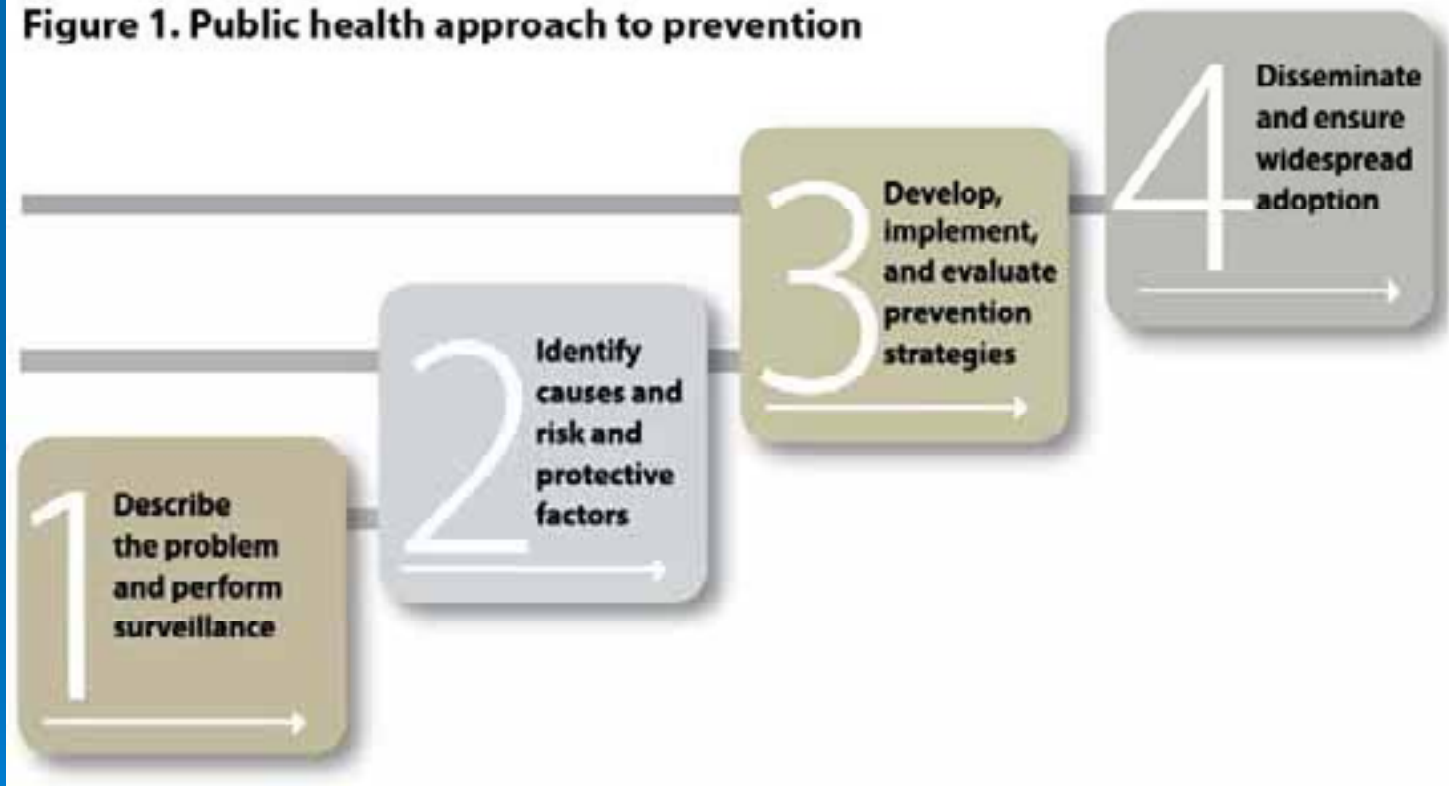 Figure 1. Public health approach to prevention
1
Describe
the problem
and perform
surveillance
2
Identify
causes and
risk and
protective
factors
3
Develop,
implement,
and evaluate
prevention
strategies
4
Disseminate
and ensure
widespread
adoption